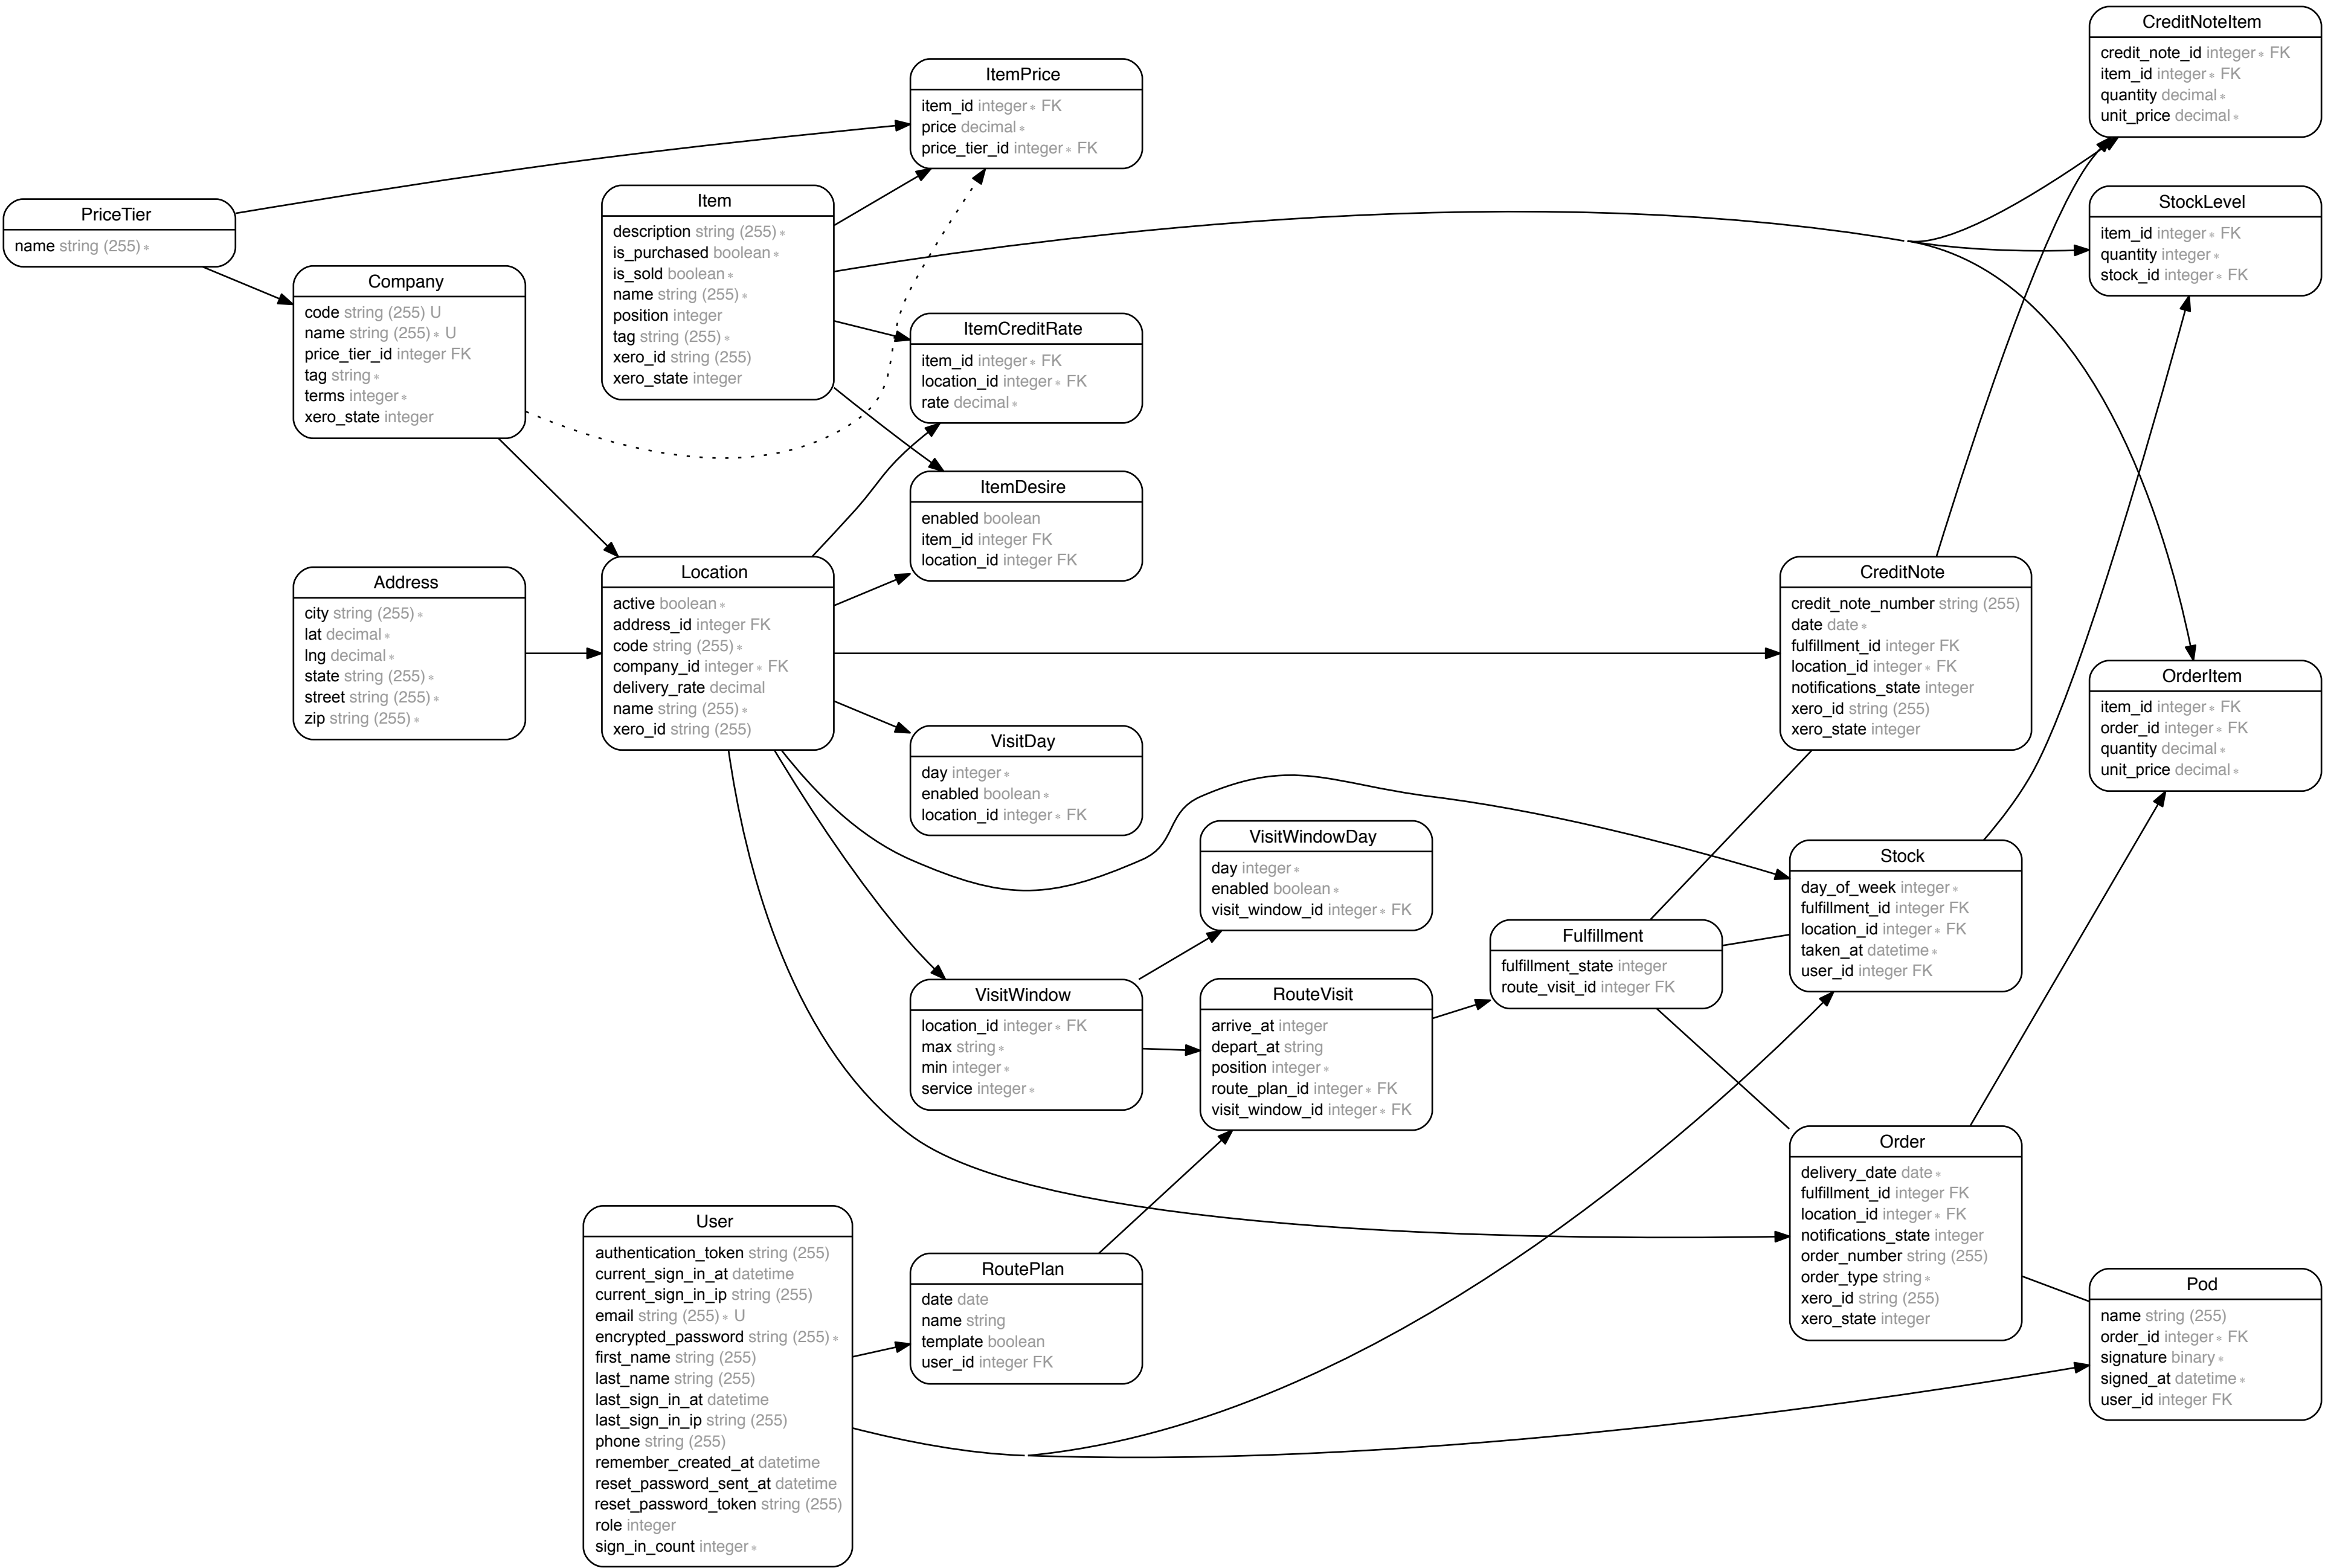 CreditNoteItem
credit_note_id integer∗ FK
item_id integer∗ FK
quantity decimal∗
unit_price decimal∗
ItemPrice
item_id integer∗ FK
price decimal∗
price_tier_id integer∗ FK
PriceTier
name string (255)∗
Item
description string (255)∗
is_purchased boolean∗
is_sold boolean∗
name string (255)∗
position integer
tag string (255)∗
xero_id string (255)
xero_state integer
StockLevel
item_id integer∗ FK
quantity integer∗
stock_id integer∗ FK
Company
code string (255) U
name string (255)∗ U
price_tier_id integer FK
tag string∗
terms integer∗
xero_state integer
ItemCreditRate
item_id integer∗ FK
location_id integer∗ FK
rate decimal∗
ItemDesire
enabled boolean
item_id integer FK
location_id integer FK
Address
city string (255)∗
lat decimal∗
lng decimal∗
state string (255)∗
street string (255)∗
zip string (255)∗
Location
active boolean∗
address_id integer FK
code string (255)∗
company_id integer∗ FK
delivery_rate decimal
name string (255)∗
xero_id string (255)
CreditNote
credit_note_number string (255)
date date∗
fulfillment_id integer FK
location_id integer∗ FK
notifications_state integer
xero_id string (255)
xero_state integer
OrderItem
item_id integer∗ FK
order_id integer∗ FK
quantity decimal∗
unit_price decimal∗
VisitDay
day integer∗
enabled boolean∗
location_id integer∗ FK
VisitWindowDay
day integer∗
enabled boolean∗
visit_window_id integer∗ FK
Stock
day_of_week integer∗
fulfillment_id integer FK
location_id integer∗ FK
taken_at datetime∗
user_id integer FK
Fulfillment
fulfillment_state integer
route_visit_id integer FK
VisitWindow
location_id integer∗ FK
max string∗
min integer∗
service integer∗
RouteVisit
arrive_at integer
depart_at string
position integer∗
route_plan_id integer∗ FK
visit_window_id integer∗ FK
Order
delivery_date date∗
fulfillment_id integer FK
location_id integer∗ FK
notifications_state integer
order_number string (255)
order_type string∗
xero_id string (255)
xero_state integer
User
authentication_token string (255)
current_sign_in_at datetime
current_sign_in_ip string (255)
email string (255)∗ U
encrypted_password string (255)∗
first_name string (255)
last_name string (255)
last_sign_in_at datetime
last_sign_in_ip string (255)
phone string (255)
remember_created_at datetime
reset_password_sent_at datetime
reset_password_token string (255)
role integer
sign_in_count integer∗
RoutePlan
date date
name string
template boolean
user_id integer FK
Pod
name string (255)
order_id integer∗ FK
signature binary∗
signed_at datetime∗
user_id integer FK